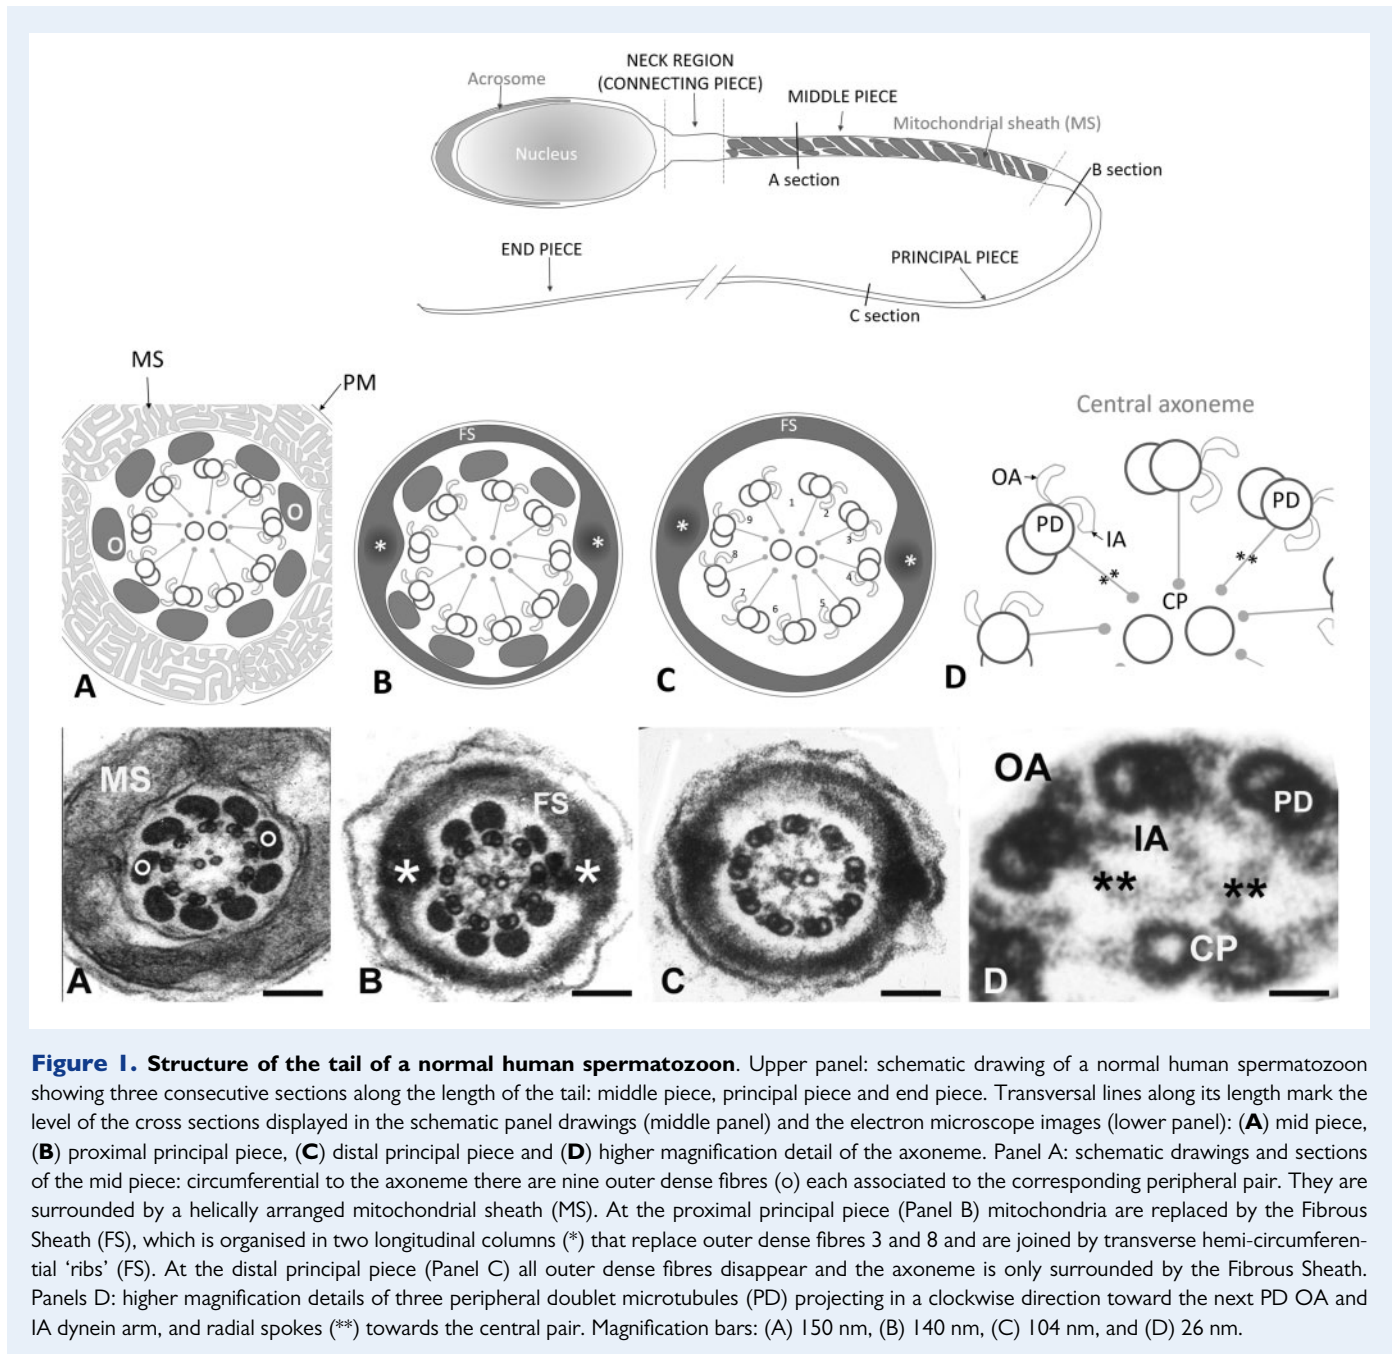 NECK REGION
(CONNECTING PIECE)
Acrosome
MIDDLE PIECE
Mitochondrial sheath (MS)
Nucleus
A section
B section
END PIECE
PRINCIPAL PIECE
C section
MS
PM
O
O
A
FS
*
*
B
FS
*
*
1
2
3
4
5
6
7
8
9
C
Central axoneme
OA
PD
IA
**
PD
**
CP
D
MS
O
O
A
FS
*
*
B
C
OA
PD
IA
**
**
CP
D
Figure 1. Structure of the tail of a normal human spermatozoon. Upper panel: schematic drawing of a normal human spermatozoon
showing three consecutive sections along the length of the tail: middle piece, principal piece and end piece. Transversal lines along its length mark the
level of the cross sections displayed in the schematic panel drawings (middle panel) and the electron microscope images (lower panel): (A) mid piece,
(B) proximal principal piece, (C) distal principal piece and (D) higher magnification detail of the axoneme. Panel A: schematic drawings and sections
of the mid piece: circumferential to the axoneme there are nine outer dense fibres (o) each associated to the corresponding peripheral pair. They are
surrounded by a helically arranged mitochondrial sheath (MS). At the proximal principal piece (Panel B) mitochondria are replaced by the Fibrous
Sheath (FS), which is organised in two longitudinal columns (*) that replace outer dense fibres 3 and 8 and are joined by transverse hemi-circumferen-
tial ‘ribs’ (FS). At the distal principal piece (Panel C) all outer dense fibres disappear and the axoneme is only surrounded by the Fibrous Sheath.
Panels D: higher magnification details of three peripheral doublet microtubules (PD) projecting in a clockwise direction toward the next PD OA and
IA dynein arm, and radial spokes (**) towards the central pair. Magnification bars: (A) 150 nm, (B) 140 nm, (C) 104 nm, and (D) 26 nm.